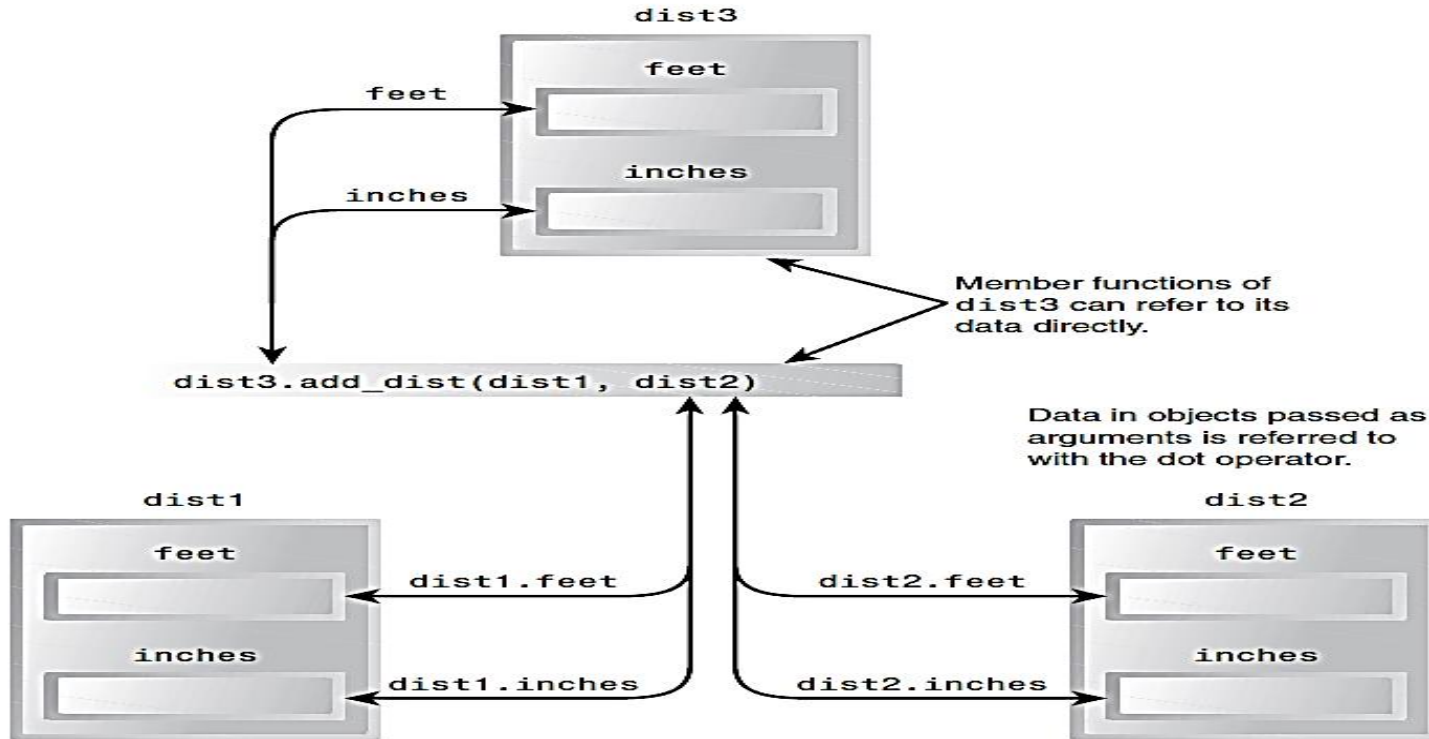 dist3
feet
feet
inches
inches
Member functions of
dist3 can refer to its
data directly.
dist3.add_dist(dist1, dist2)
Data in objects passed as
arguments is referred to
with the dot operator.
dist1
dist2
feet
feet
dist1.feet
dist2.feet
inches
inches
dist1.inches
dist2.inches